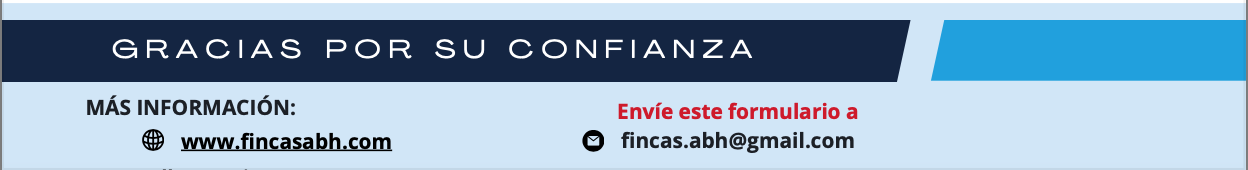 GRACIAS POR SU CONFIANZA
MÁS INFORMACIÓN:
www.fincasabh.com
Envíe este formulario a
fincas.abh@gmail.com